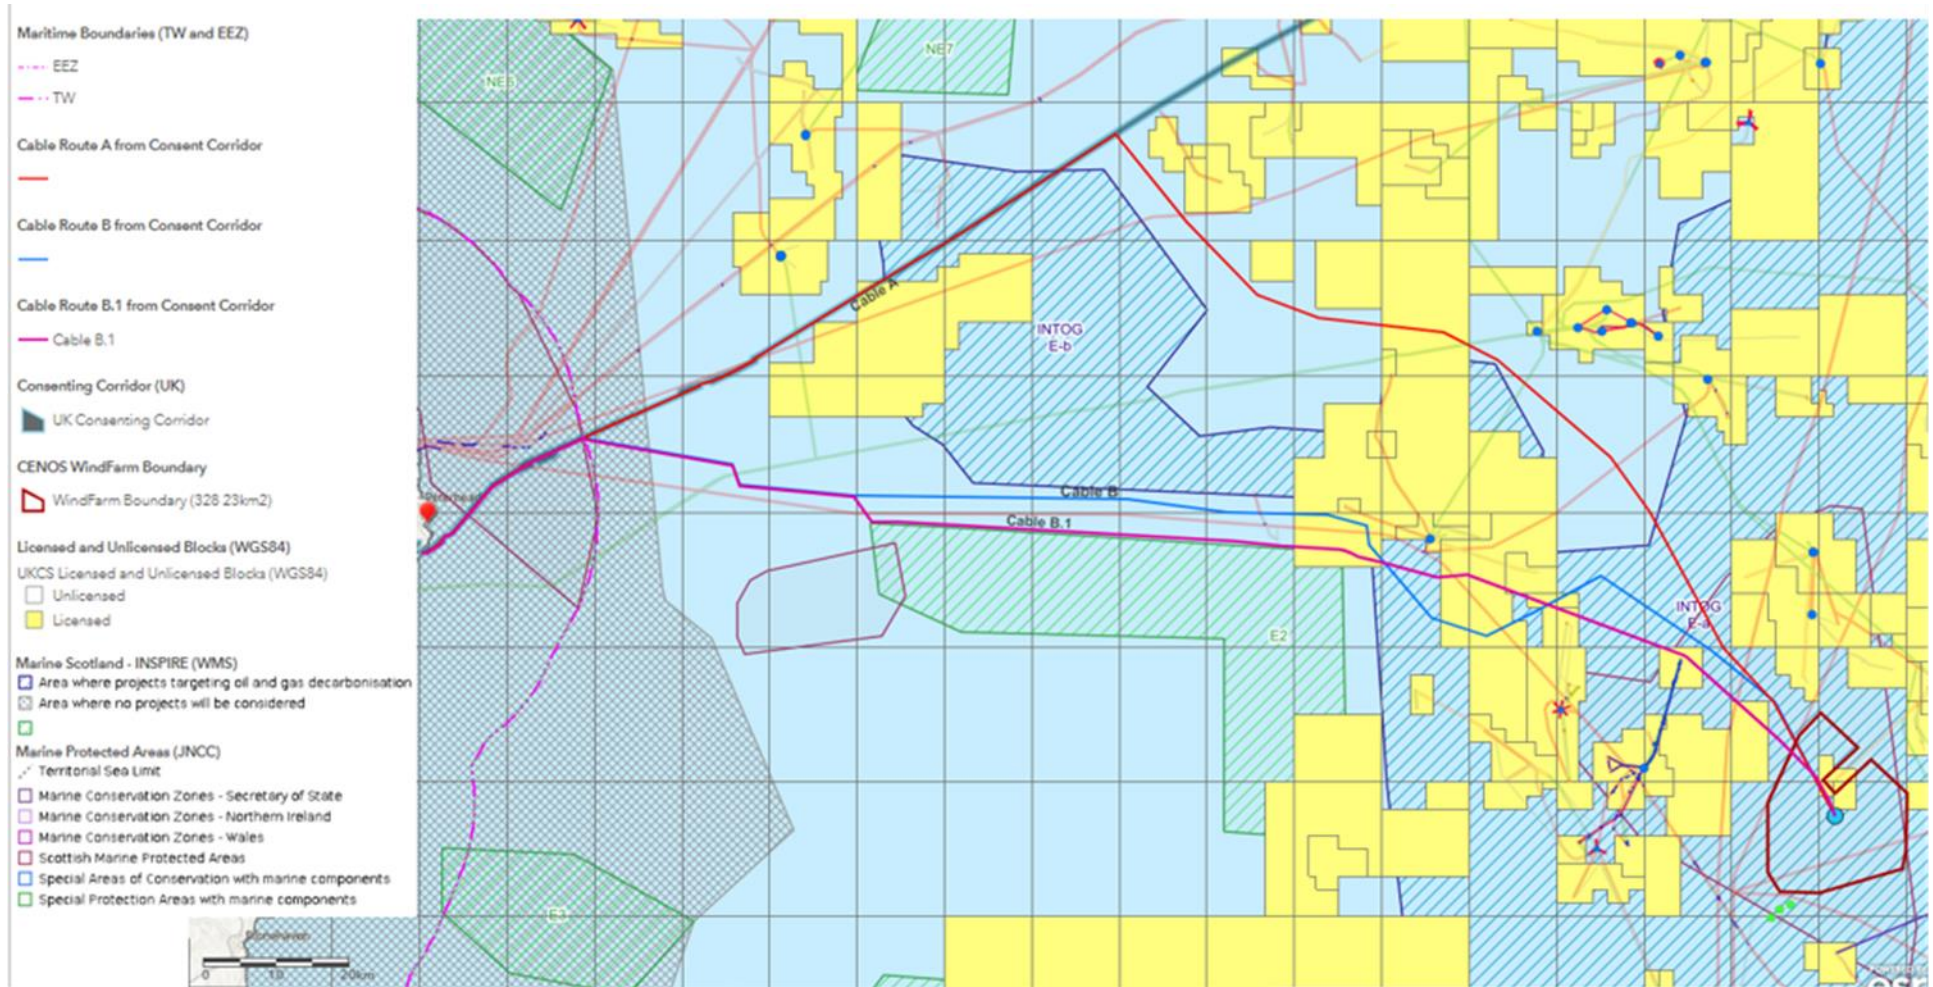 Maritime Boundaries (TW and EEZ)
EEZ
TW
Cable Route A from Consent Corridor
Cable Route B from Consent Corridor
Cable Route B.1 from Consent Corridor
Cable B.1
Consenting Corridor (UK)
UK Consenting Corridor
CENOS WindFarm Boundary
WindFarm Boundary (328.23km2)
Licensed and Unlicensed Blocks (WGS84)
UKCS Licensed and Unlicensed Blocks (WGS84)
Unlicensed
Licensed
Marine Scotland - INSPIRE (WMS)
Area where projects targeting oil and gas decarbonisation
Area where no projects will be considered
Marine Protected Areas (JNCC)
Territorial Sea Limit
Marine Conservation Zones - Secretary of State
Marine Conservation Zones - Northern Ireland
Marine Conservation Zones - Wales
Scottish Marine Protected Areas
Special Areas of Conservation with marine components
Special Protection Areas with marine components
0 10 20km
NE7
Cable A
INTOG
E-b
Cable B
Cable B.1
INTOG
E-a
E2
E3